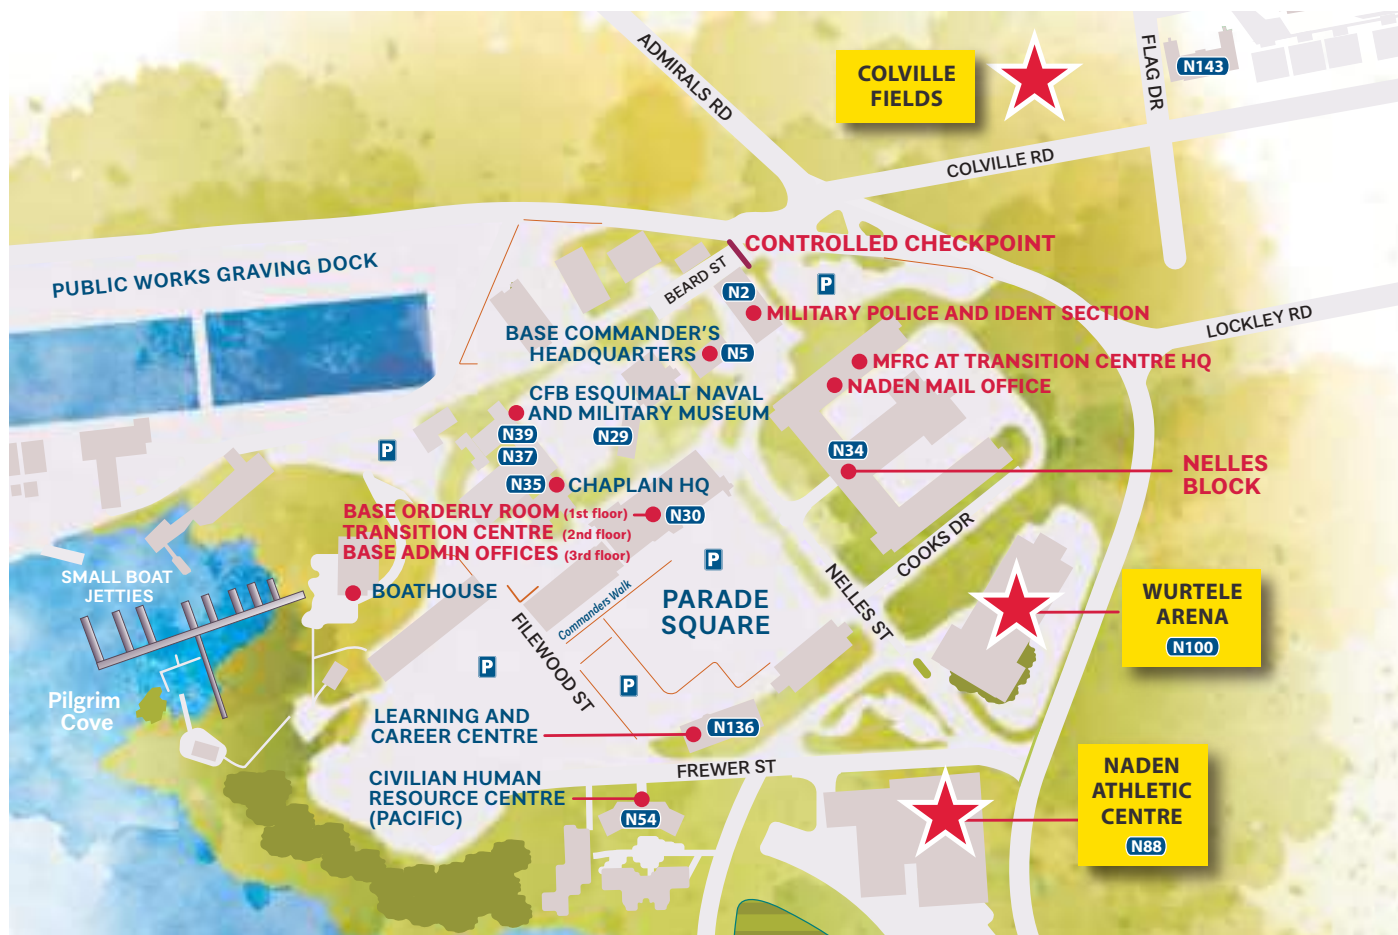 ADMIRALS RD
COLVILLE
FIELDS
FLAG DR
N143
COLVILLE RD
CONTROLLED CHECKPOINT
PUBLIC WORKS GRAVING DOCK
BEARD ST
P
N2
MILITARY POLICE AND IDENT SECTION
LOCKLEY RD
BASE COMMANDER'S
HEADQUARTERS
N5
MFRC AT TRANSITION CENTRE HQ
NADEN MAIL OFFICE
CFB ESQUIMALT NAVAL
AND MILITARY MUSEUM
N39
N29
N37
P
N34
NELLES
BLOCK
N35
CHAPLAIN HQ
BASE ORDERLY ROOM (1st floor)
TRANSITION CENTRE (2nd floor)
BASE ADMIN OFFICES (3rd floor)
N30
P
COOKS DR
SMALL BOAT
JETTIES
BOATHOUSE
Commanders Walk
PARADE
SQUARE
NELLES ST
WURTELE
ARENA
N100
FILEWOOD ST
P
P
Pilgrim
Cove
LEARNING AND
CAREER CENTRE
N136
FREWER ST
CIVILIAN HUMAN
RESOURCE CENTRE
(PACIFIC)
N54
NADEN
ATHLETIC
CENTRE
N88